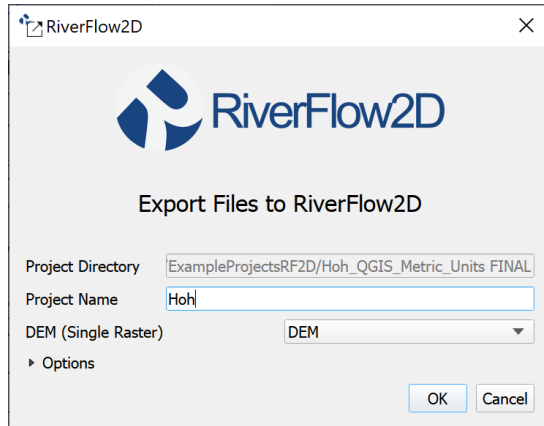 RiverFlow2D
RiverFlow2D
Export Files to RiverFlow2D
Project Directory /ExampleProjectsRF2D/Hoh_QGIS_Metric_Units FINAL
Project Name Hoh
DEM (Single Raster) DEM
Options
OK Cancel